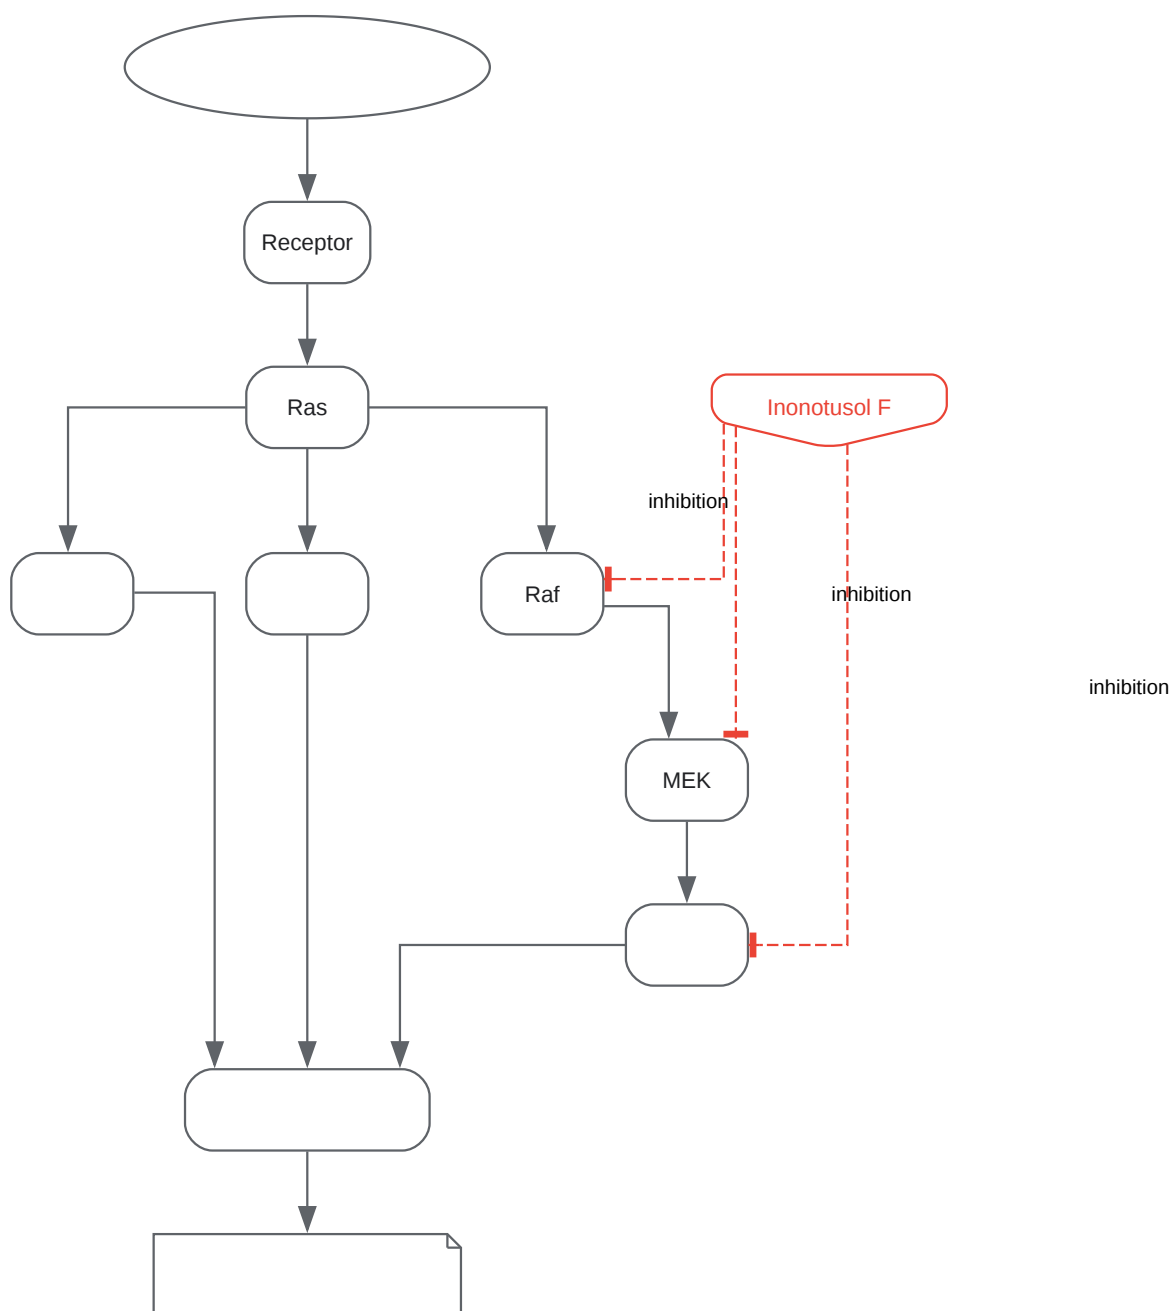 Receptor
Ras
Inonotusol F
inhibition
Raf
inhibition
inhibition
MEK